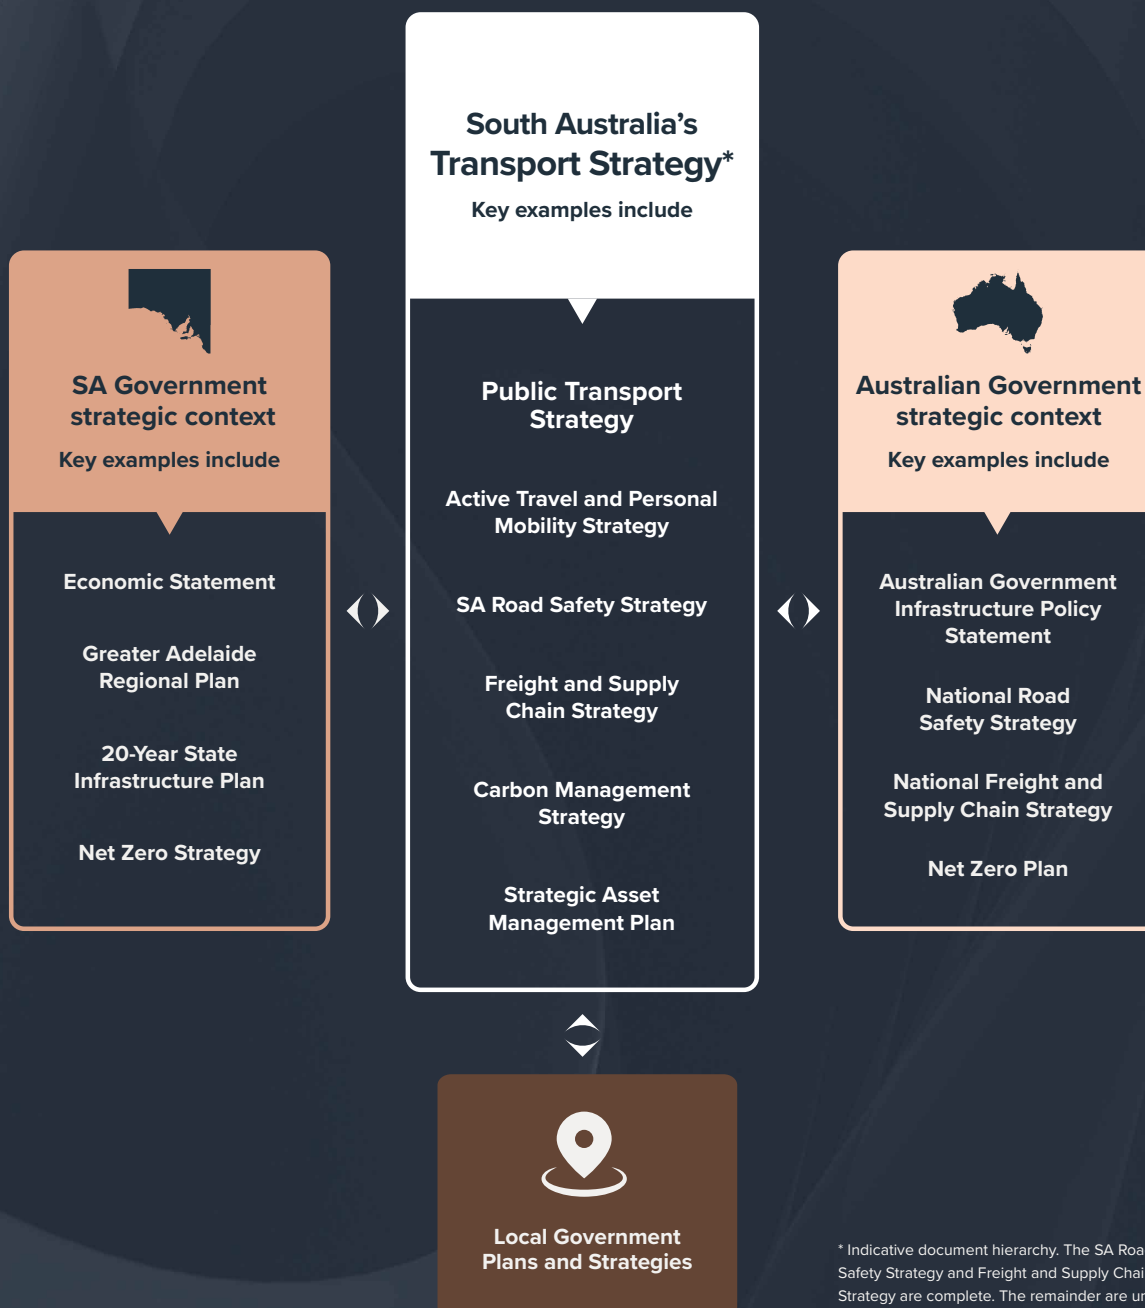 South Australia's
Transport Strategy*
Key examples include
SA Government
strategic context
Key examples include
Economic Statement
Greater Adelaide
Regional Plan
20-Year State
Infrastructure Plan
Net Zero Strategy
Public Transport
Strategy
Active Travel and Personal
Mobility Strategy
SA Road Safety Strategy
Freight and Supply
Chain Strategy
Carbon Management
Strategy
Strategic Asset
Management Plan
Australian Government
strategic context
Key examples include
Australian Government
Infrastructure Policy
Statement
National Road
Safety Strategy
National Freight and
Supply Chain Strategy
Net Zero Plan
Local Government
Plans and Strategies
* Indicative document hierarchy. The SA
Safety Strategy and Freight and Supply
Strategy are complete. The remainder are